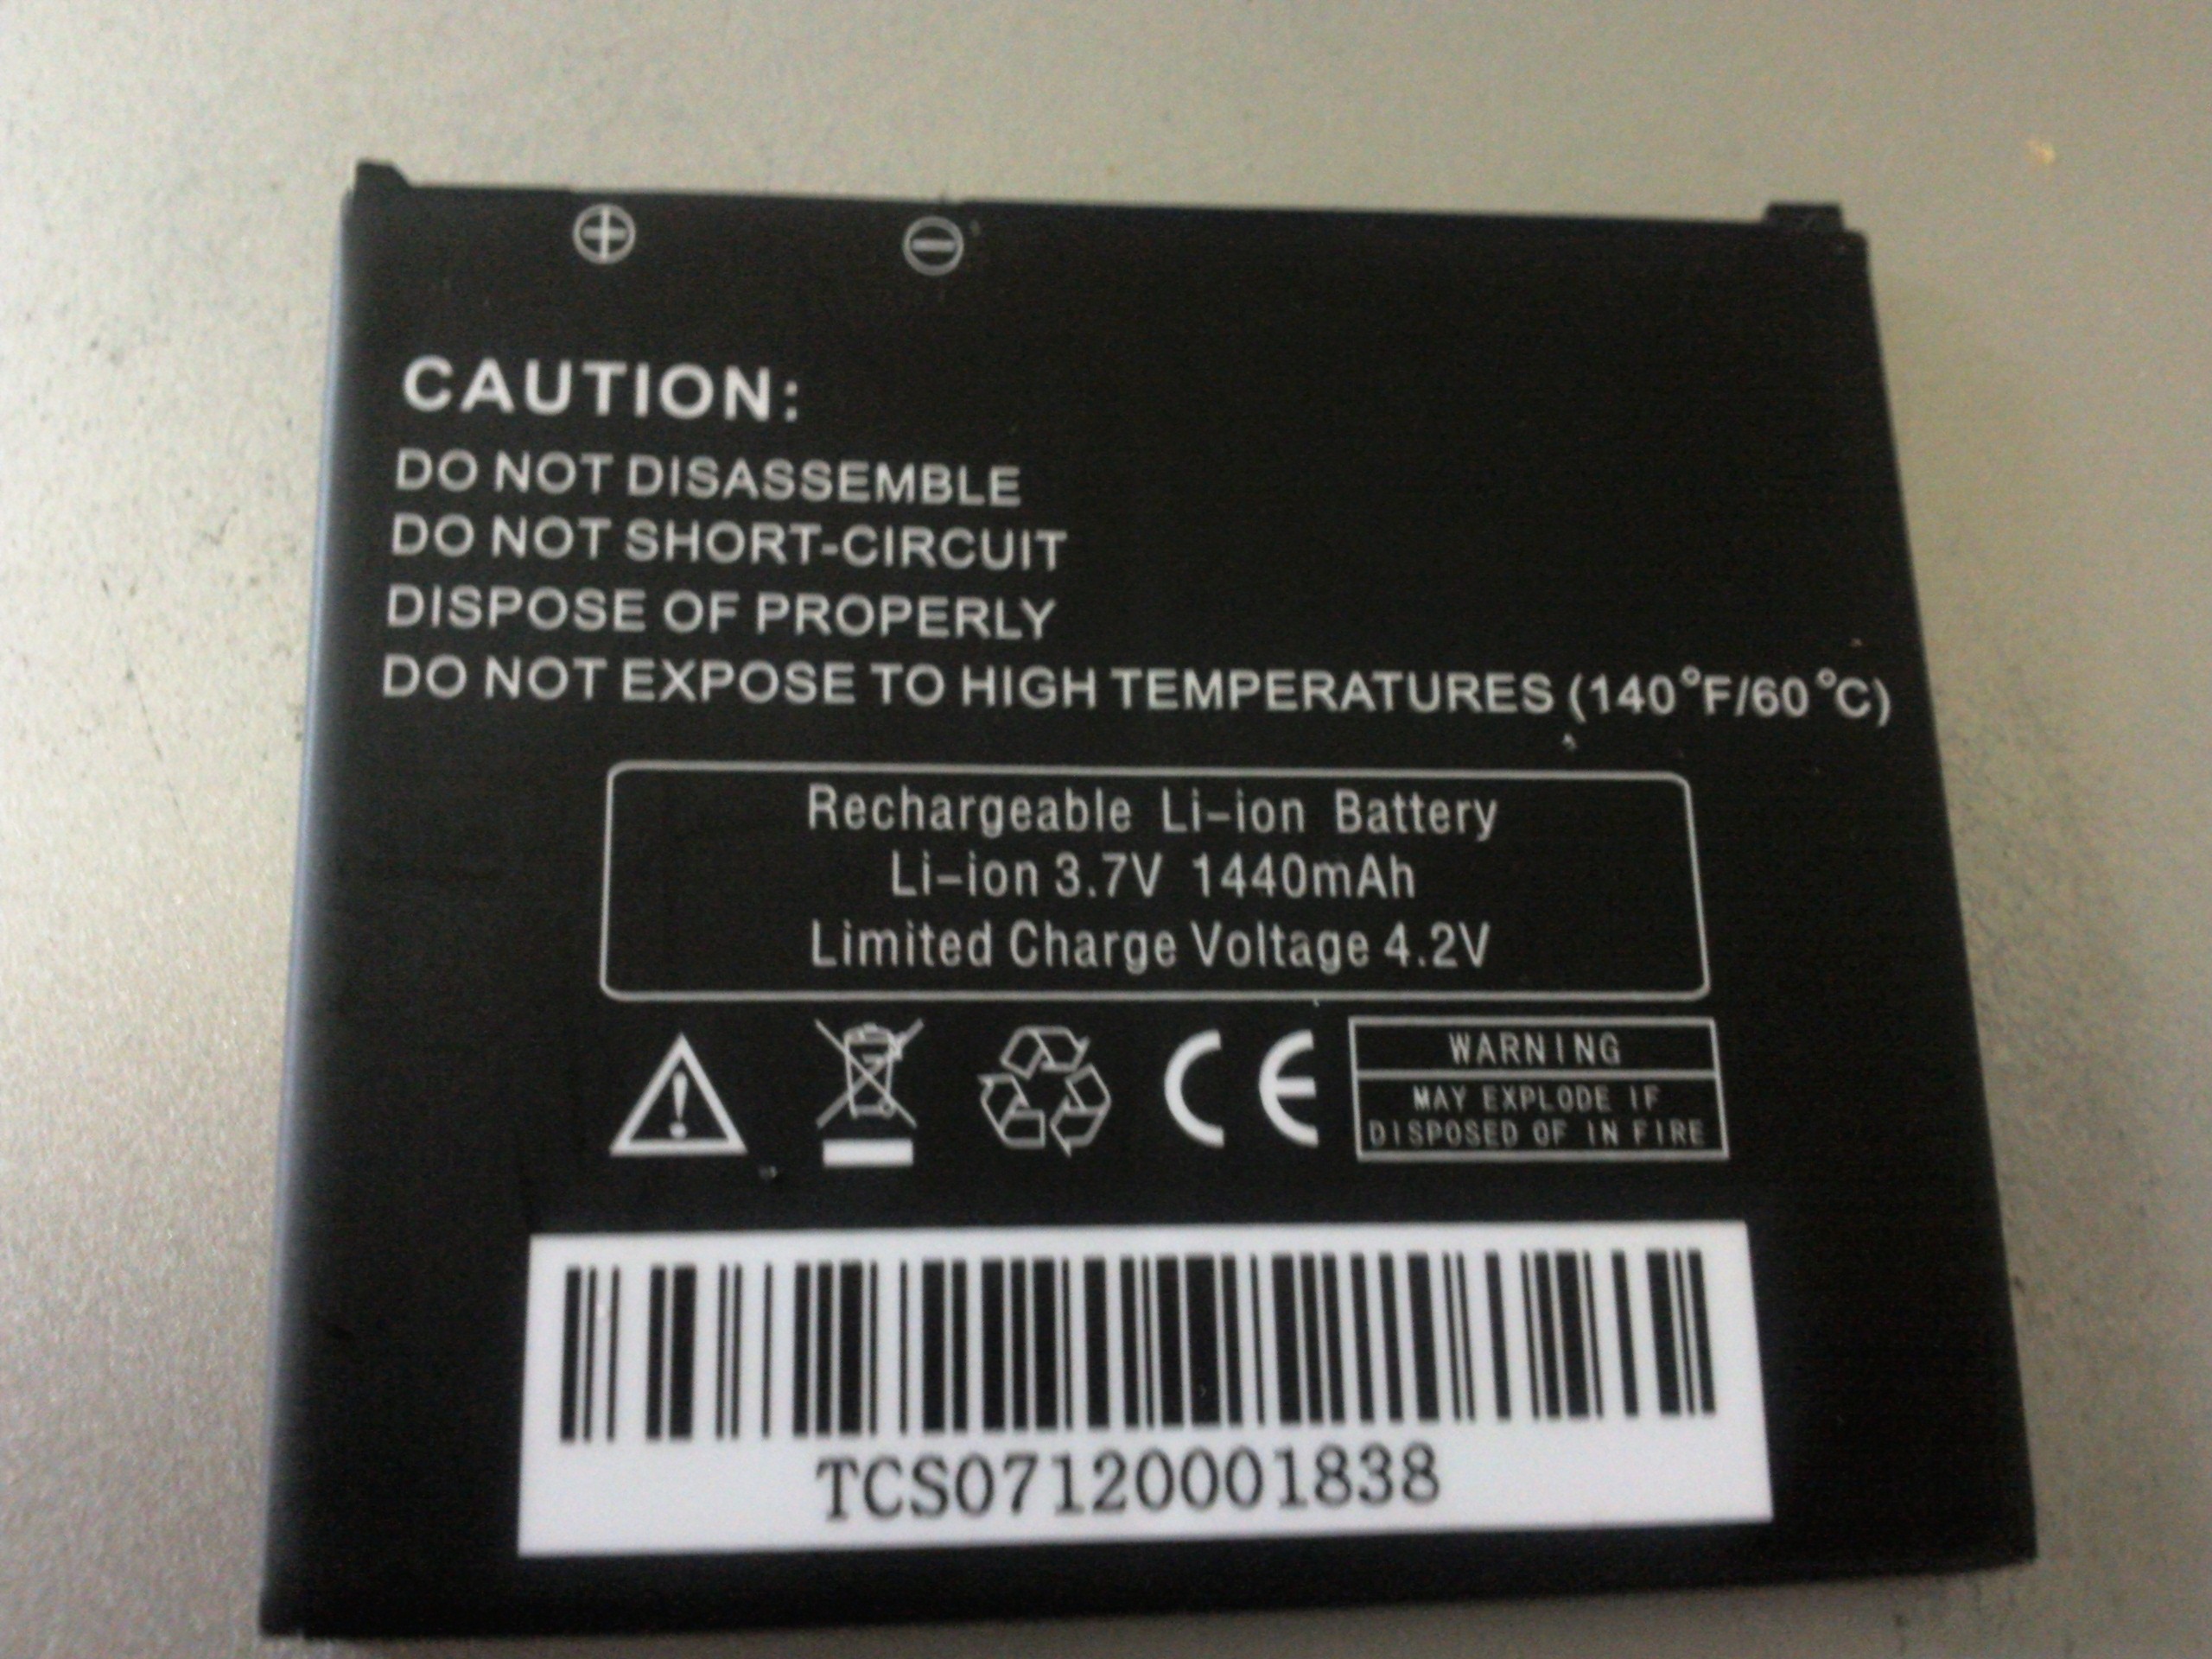 CAUTION:
DO NOT DISASSEMBLE
DO NOT SHORT-CIRCUIT
DISPOSE OF PROPERLY
DO NOT EXPOSE TO HIGH TEMPERATURES (140°F/60°C)
Rechargeable Li-ion Battery
Li-ion 3.7V 1440mAh
Limited Charge Voltage 4.2V
CE
WARNING
MAY EXPLODE IF
DISPOSED OF IN FIRE
TCS07120001838